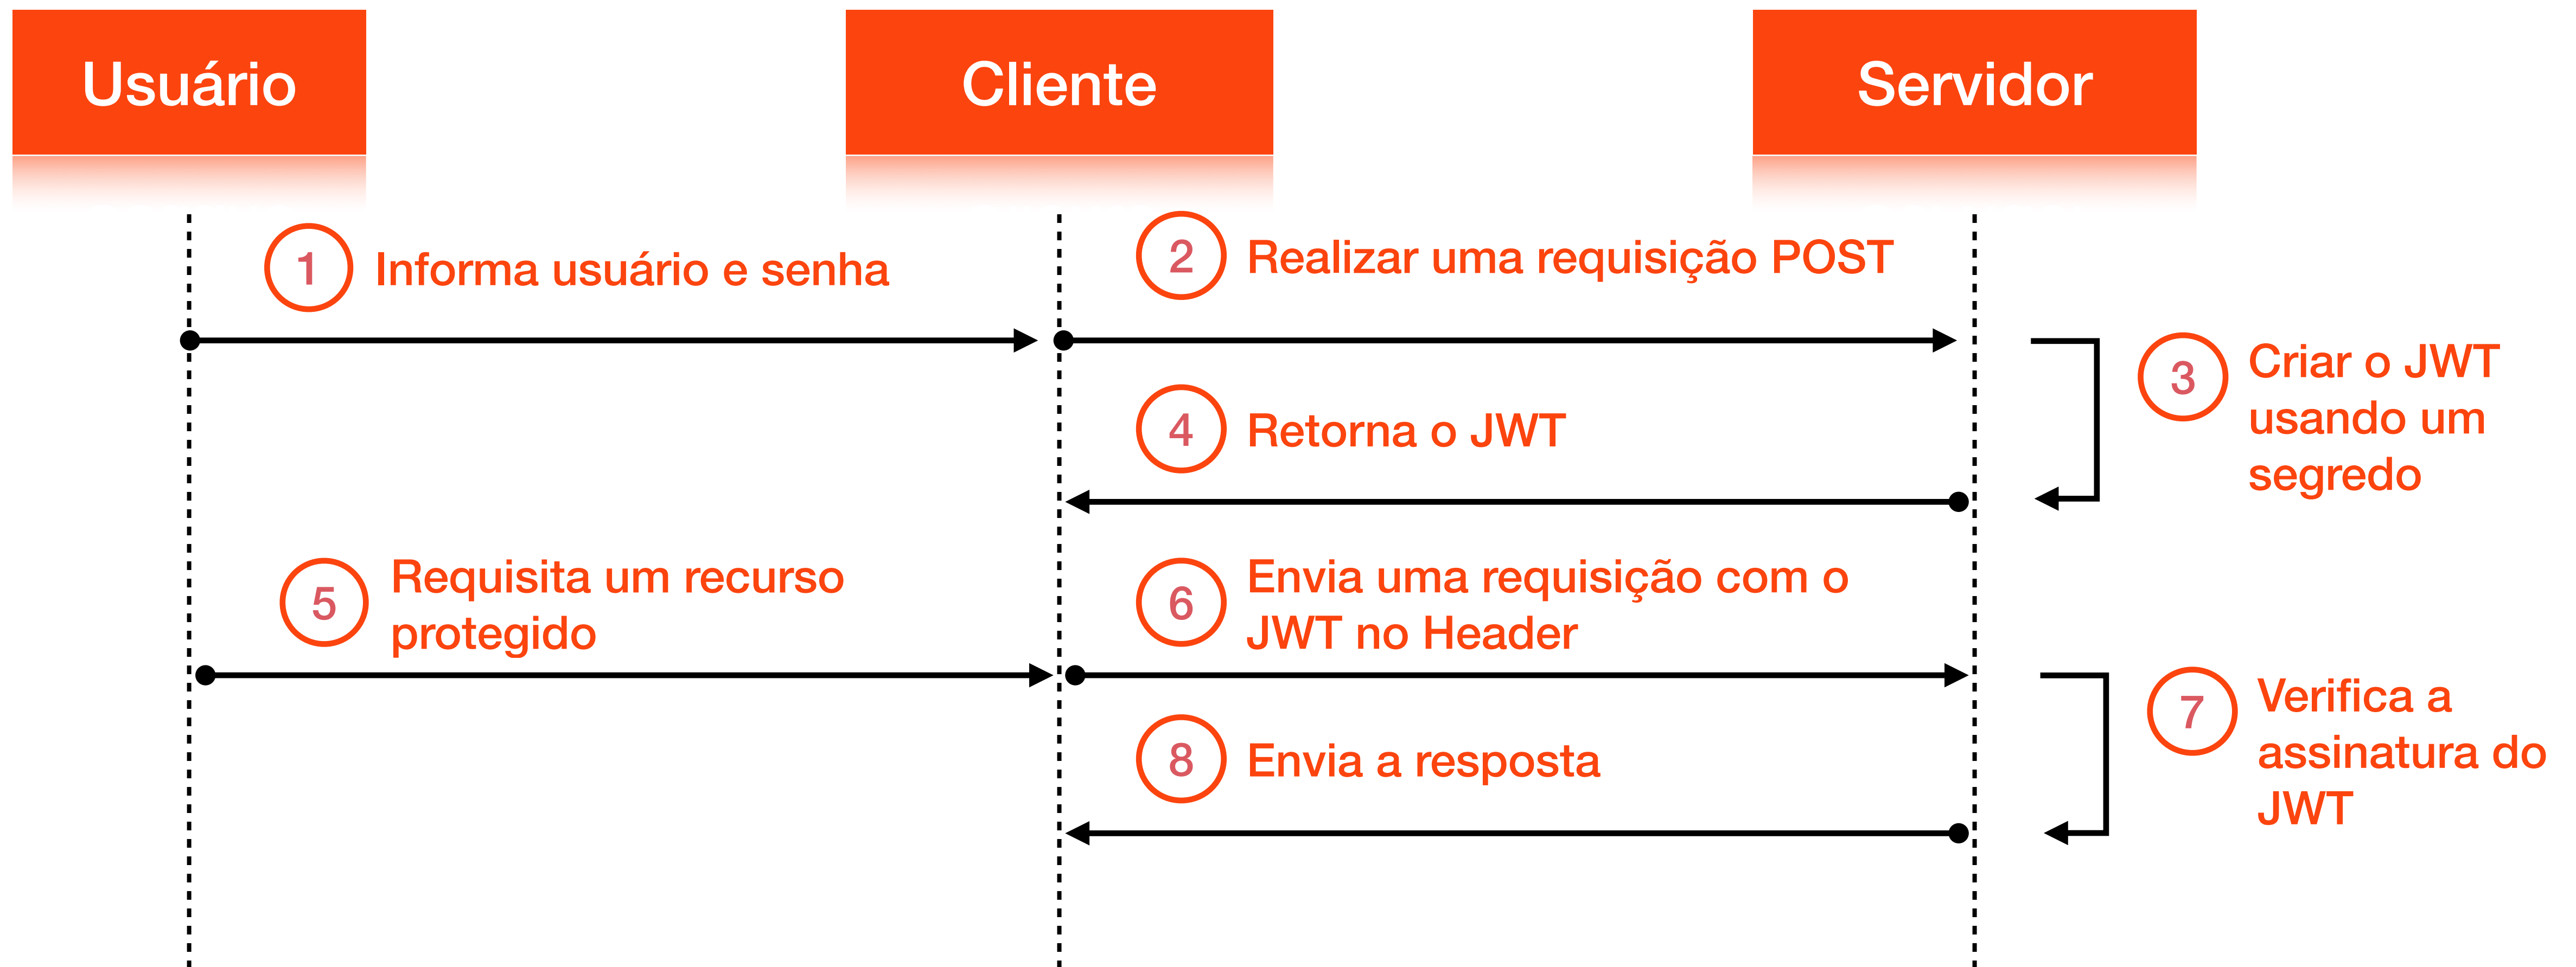 Usuário
Cliente
Servidor
1
Informa usuário e senha
2
Realizar uma requisição POST
3
Criar o JWT
usando um
segredo
4
Retorna o JWT
5
Requisita um recurso
protegido
6
Envia uma requisição com o
JWT no Header
7
Verifica a
assinatura do
JWT
8
Envia a resposta